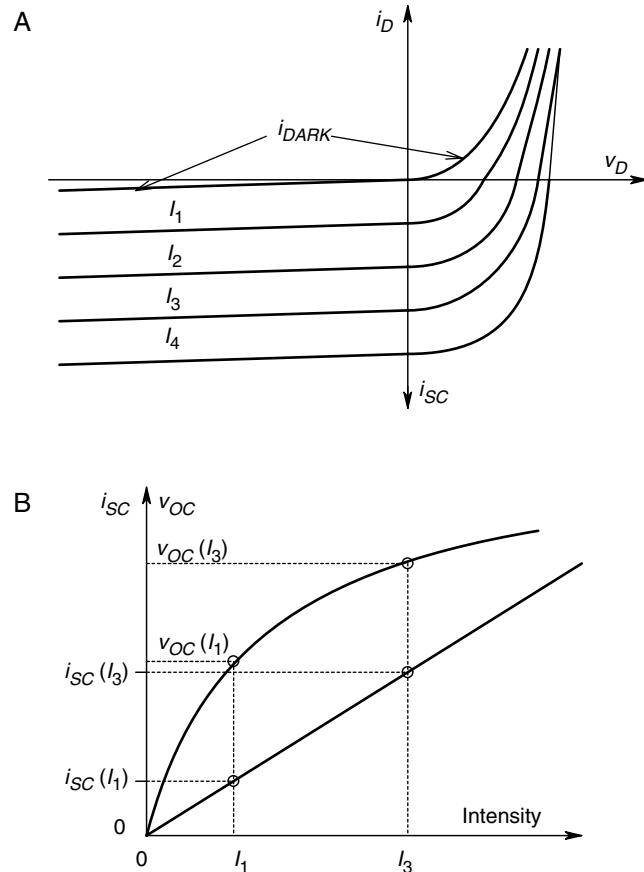 A
i_D
i_DARK
v_D
I_1
I_2
I_3
I_4
i_SC
B
i_SC v_OC
v_OC (I_3)
v_OC (I_1)
i_SC (I_3)
i_SC (I_1)
Intensity
0
0 I_1 I_3